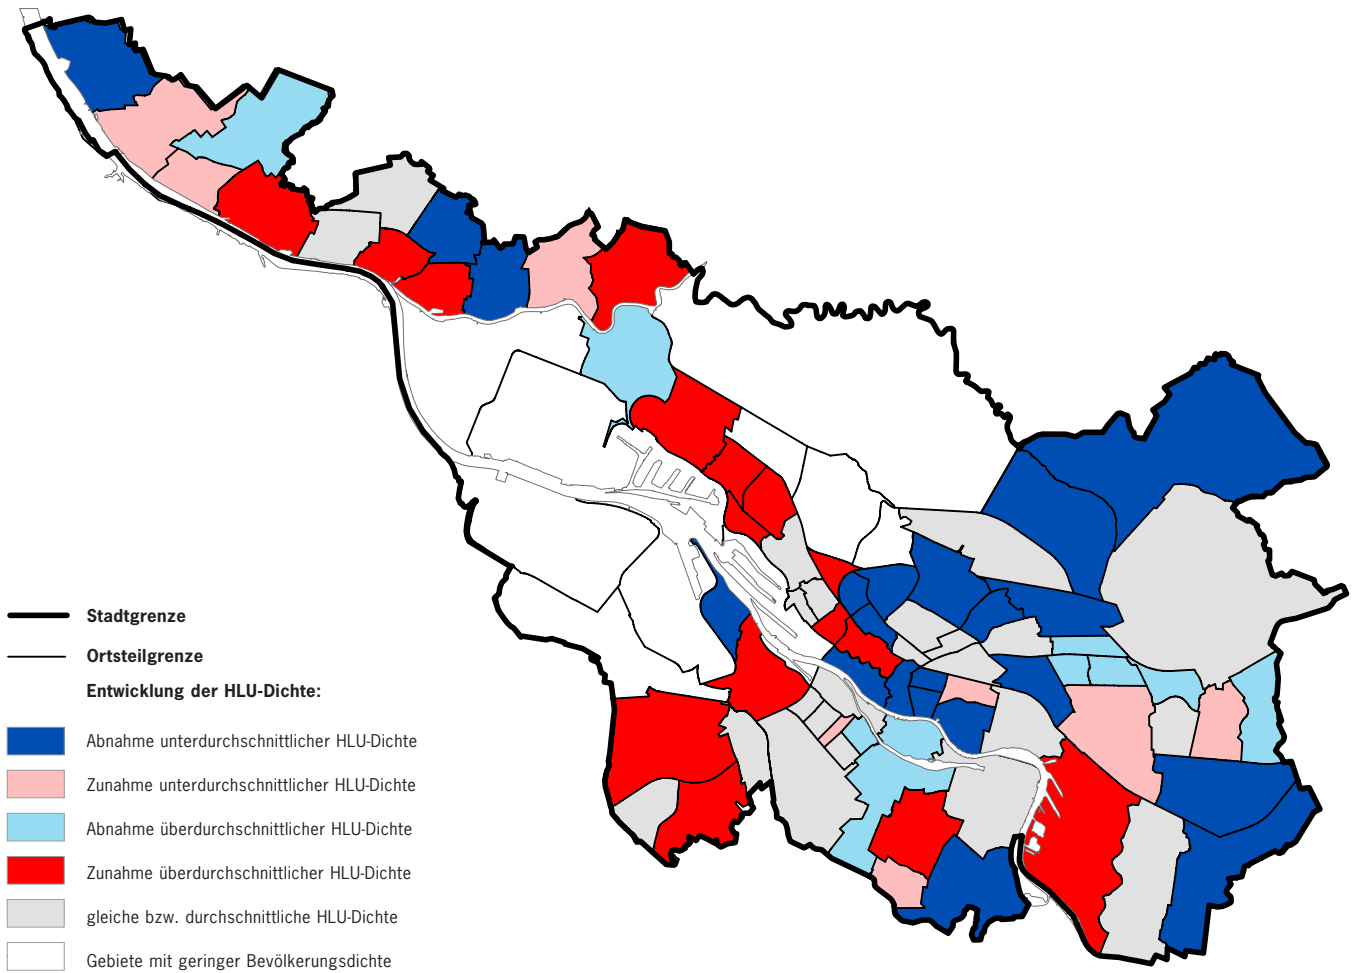 Stadtgrenze
Ortsteilgrenze
Entwicklung der HLU-Dichte:
Abnahme unterdurchschnittlicher HLU-Dichte
Zunahme unterdurchschnittlicher HLU-Dichte
Abnahme überdurchschnittlicher HLU-Dichte
Zunahme überdurchschnittlicher HLU-Dichte
gleiche bzw. durchschnittliche HLU-Dichte
Gebiete mit geringer Bevölkerungsdichte